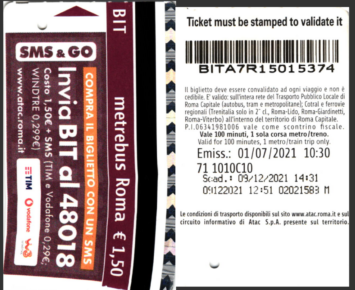 BIT
metrebus Roma € 1,50
SMS & GO
COMPRA IL BIGLIETTO CON UN SMS
Invia BIT al 48018
Costo 1,50€ + SMS (TIM e Vodafone 0,29€,
WINDTRE 0,299€)
www.atac.roma.it
TIM
vodafone
Ticket must be stamped to validate it
BITA7R15015374
Il biglietto deve essere convalidato ad ogni viaggio e non è
cedibile. E' valido: sull'intera rete del Trasporto Pubblico Locale di
Roma Capitale (autobus, tram e metropolitane); Cotral e ferrovie
regionali (Trenitalia solo in 2° cl., Roma-Lido, Roma-Giardinetti,
Roma-Viterbo) all'interno del territorio di Roma Capitale.
P.I.06341981006 vale come scontrino fiscale.
Vale 100 minuti, 1 sola corsa metro/treno.
Valid for 100 minutes, 1 metro/train trip only.
Emiss.: 01/07/2021 10:30
71 1010C10
Scad.: 09/12/2021 14:31
09122021 12:51 02021583 M
Le condizioni di trasporto disponibili sul sito www.atac.roma.it e sul
circuito informativo di Atac S.p.A. presente sul territorio.